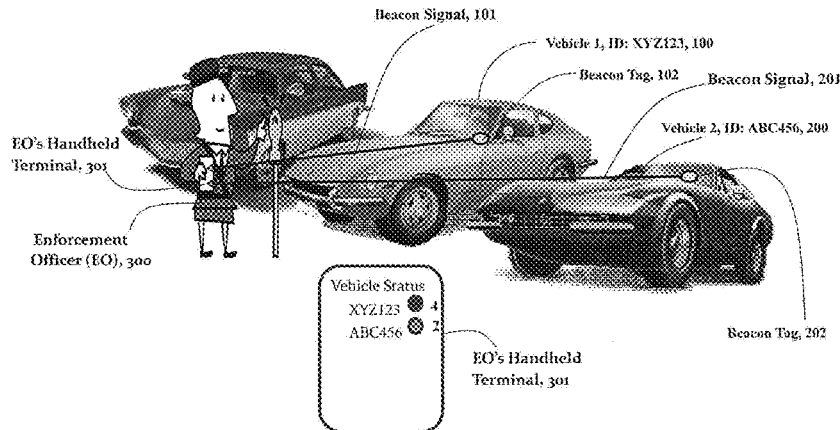 Beacon Signal, 101
Vehicle 1, ID: XYZ123, 100
Beacon Tag, 102
Beacon Signal, 201
Vehicle 2, ID: ABC456, 200
EO's Handheld
Terminal, 301
Enforcement
Officer (EO), 300
Vehicle Status
XYZ123 4
ABC456 2
EO's Handheld
Terminal, 301
Beacon Tag, 202